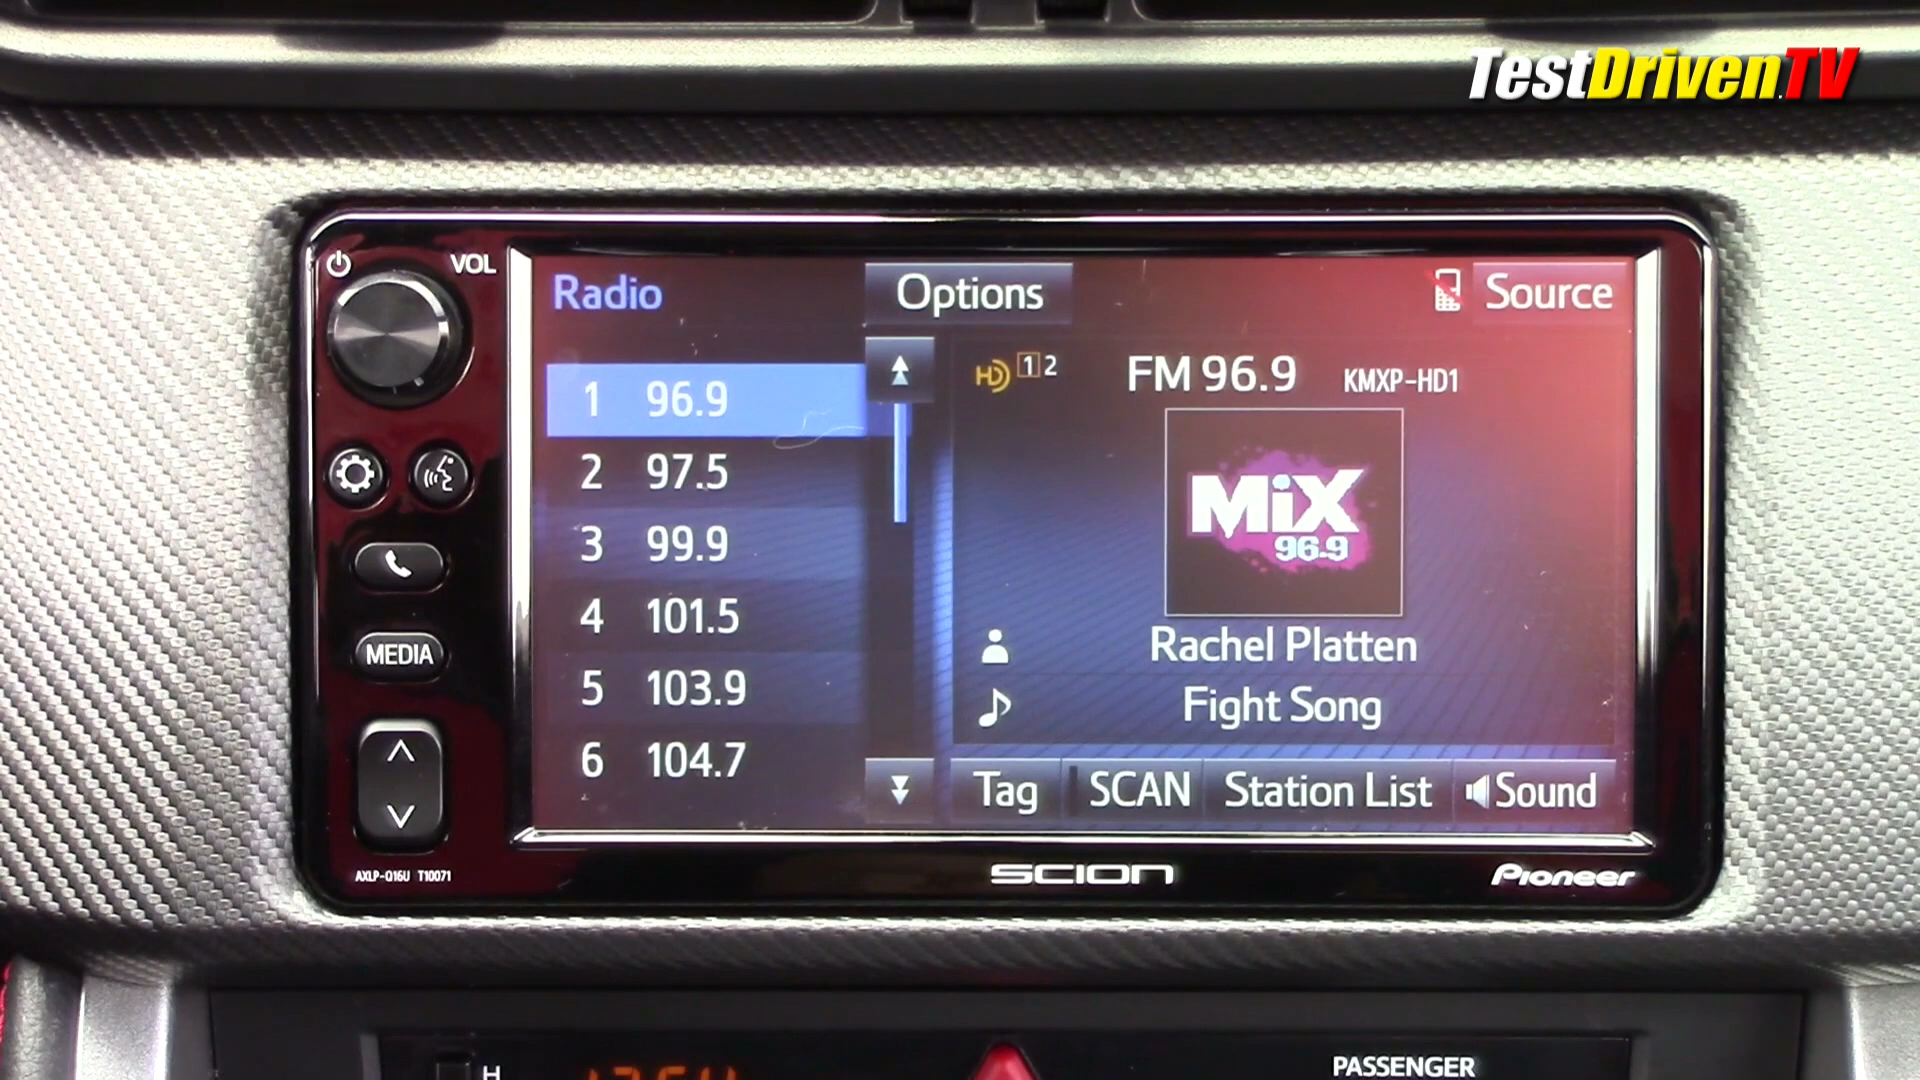 TestDriven.TV
VOL
Radio
Options
Source
HD 1 2
FM 96.9
KMXP-HD1
1 96.9
2 97.5
3 99.9
4 101.5
5 103.9
6 104.7
MiX
96.9
Rachel Platten
Fight Song
MEDIA
Tag
SCAN
Station List
Sound
AXLP-016U T10071
SCION
Pioneer
H
PASSENGER